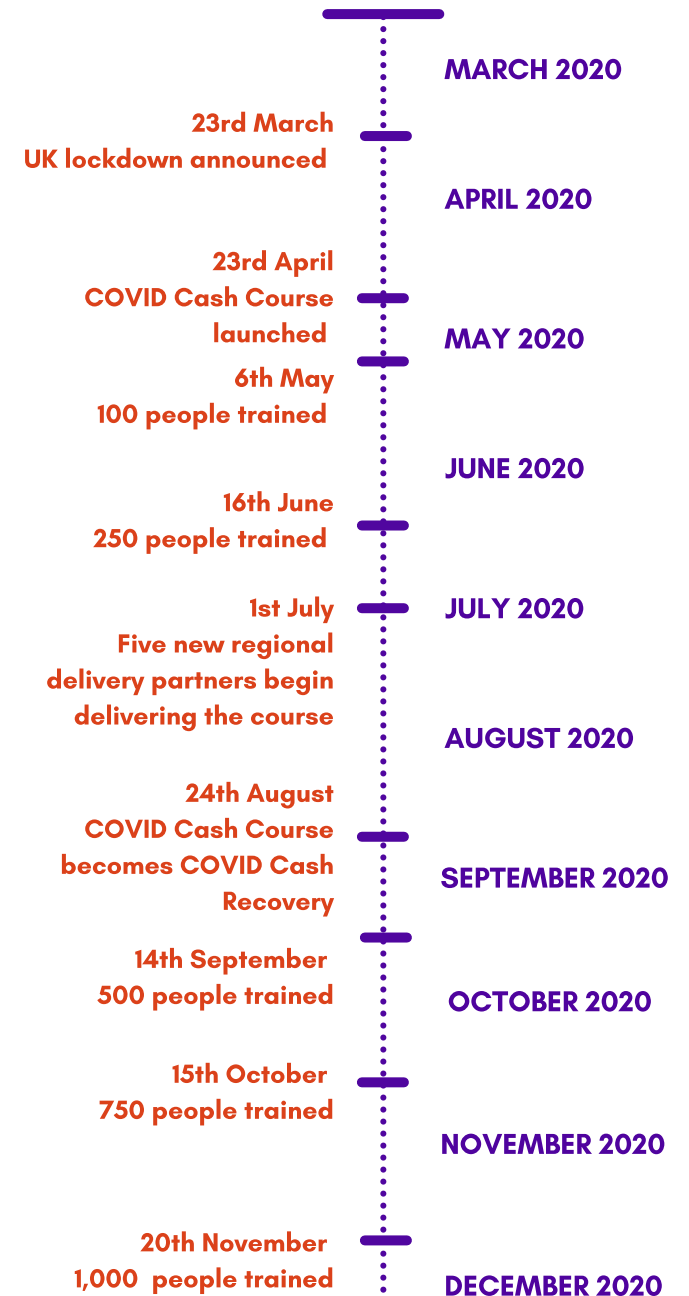 MARCH 2020
23rd March
UK lockdown announced
APRIL 2020
23rd April
COVID Cash Course
launched
MAY 2020
6th May
100 people trained
JUNE 2020
16th June
250 people trained
JULY 2020
1st July
Five new regional
delivery partners begin
delivering the course
AUGUST 2020
24th August
COVID Cash Course
becomes COVID Cash
Recovery
SEPTEMBER 2020
14th September
500 people trained
OCTOBER 2020
15th October
750 people trained
NOVEMBER 2020
20th November
1,000 people trained
DECEMBER 2020